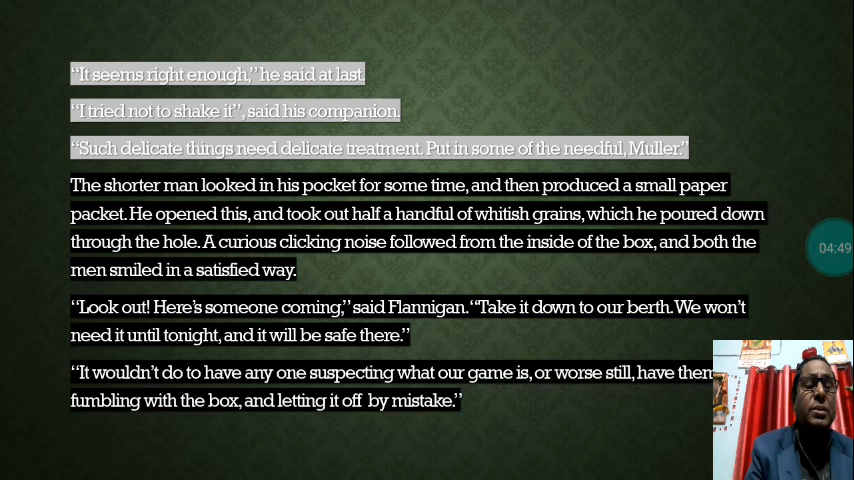 “It seems right enough,” he said at last.
“I tried not to shake it”, said his companion.
“Such delicate things need delicate treatment. Put in some of the needful, Muller.”
The shorter man looked in his pocket for some time, and then produced a small paper
packet. He opened this, and took out half a handful of whitish grains, which he poured down
through the hole. A curious clicking noise followed from the inside of the box, and both the
men smiled in a satisfied way.
“Look out! Here’s someone coming,” said Flannigan. “Take it down to our berth. We won’t
need it until tonight, and it will be safe there.”
“It wouldn’t do to have any one suspecting what our game is, or worse still, have them
fumbling with the box, and letting it off by mistake.”
04:49